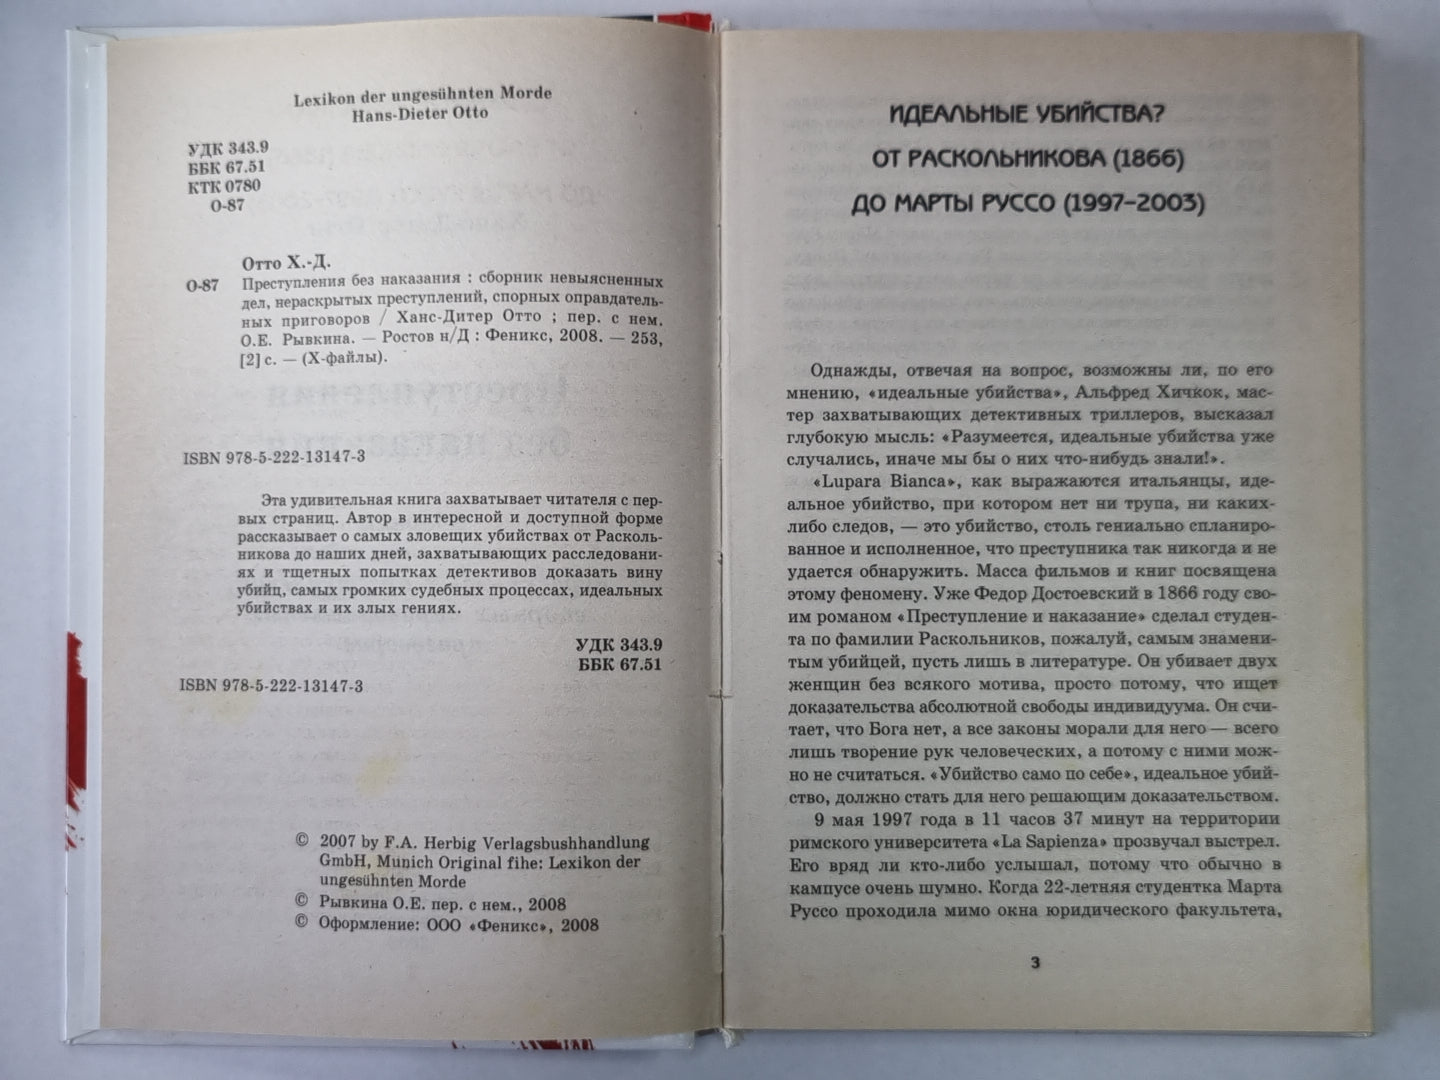 Lexikon der ungesühnten Morde
Hans-Dieter Otto
УДК 343.9
ББК 67.51
КТК 0780
О-87
Отто Х.-Д.
О-87 Преступления без наказания : сборник невыясненных
дел, нераскрытых преступлений, спорных оправдатель-
ных приговоров / Ханс-Дитер Отто ; пер. с нем.
О.Е. Рывкина. — Ростов н/Д : Феникс, 2008. — 253,
[2] с. — (Х-файлы).
ISBN 978-5-222-13147-3
Эта удивительная книга захватывает читателя с пер-
вых страниц. Автор в интересной и доступной форме
рассказывает о самых зловещих убийствах от Расколь-
никова до наших дней, захватывающих расследовани-
ях и тщетных попытках детективов доказать вину
убийц, самых громких судебных процессах, идеальных
убийствах и их злых гениях.
УДК 343.9
ББК 67.51
ISBN 978-5-222-13147-3
© 2007 by F.A. Herbig Verlagsbushhandlung
GmbH, Munich Original fihe: Lexikon der
ungesühnten Morde
© Рывкина О.Е. пер. с нем., 2008
© Оформление: ООО «Феникс», 2008
ИДЕАЛЬНЫЕ УБИЙСТВА?
ОТ РАСКОЛЬНИКОВА (1866)
ДО МАРТЫ РУССО (1997–2003)
Однажды, отвечая на вопрос, возможны ли, по его
мнению, «идеальные убийства», Альфред Хичкок, мас-
тер захватывающих детективных триллеров, высказал
глубокую мысль: «Разумеется, идеальные убийства уже
случались, иначе мы бы о них что-нибудь знали!».
«Lupara Bianca», как выражаются итальянцы, иде-
альное убийство, при котором нет ни трупа, ни каких-
либо следов, — это убийство, столь гениально спланиро-
ванное и исполненное, что преступника так никогда и не
удается обнаружить. Масса фильмов и книг посвящена
этому феномену. Уже Федор Достоевский в 1866 году сво-
им романом «Преступление и наказание» сделал студен-
та по фамилии Раскольников, пожалуй, самым знамени-
тым убийцей, пусть лишь в литературе. Он убивает двух
женщин без всякого мотива, просто потому, что ищет
доказательства абсолютной свободы индивидуума. Он счи-
тает, что Бога нет, а все законы морали для него — всего
лишь творение рук человеческих, а потому с ними мож-
но не считаться. «Убийство само по себе», идеальное убий-
ство, должно стать для него решающим доказательством.
9 мая 1997 года в 11 часов 37 минут на территории
римского университета «La Sapienza» прозвучал выстрел.
Его вряд ли кто-либо услышал, потому что обычно в
кампусе очень шумно. Когда 22-летняя студентка Марта
Руссо проходила мимо окна юридического факультета,
3